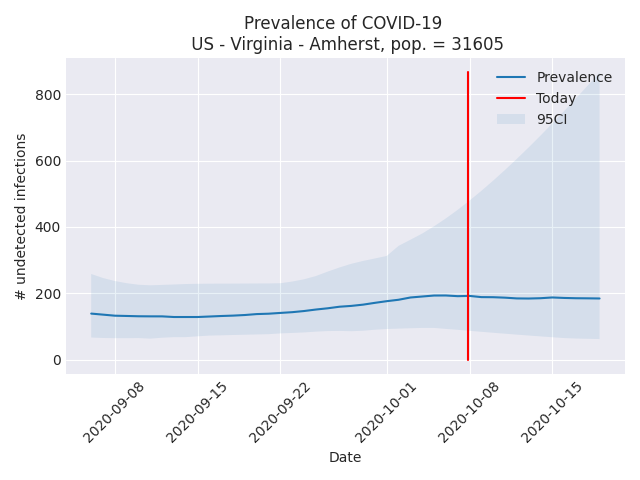 Prevalence of COVID-19
US - Virginia - Amherst, pop. = 31605
Prevalence
Today
95CI
# undetected infections
800
600
400
200
0
2020-09-08
2020-09-15
2020-09-22
2020-10-01
2020-10-08
2020-10-15
Date